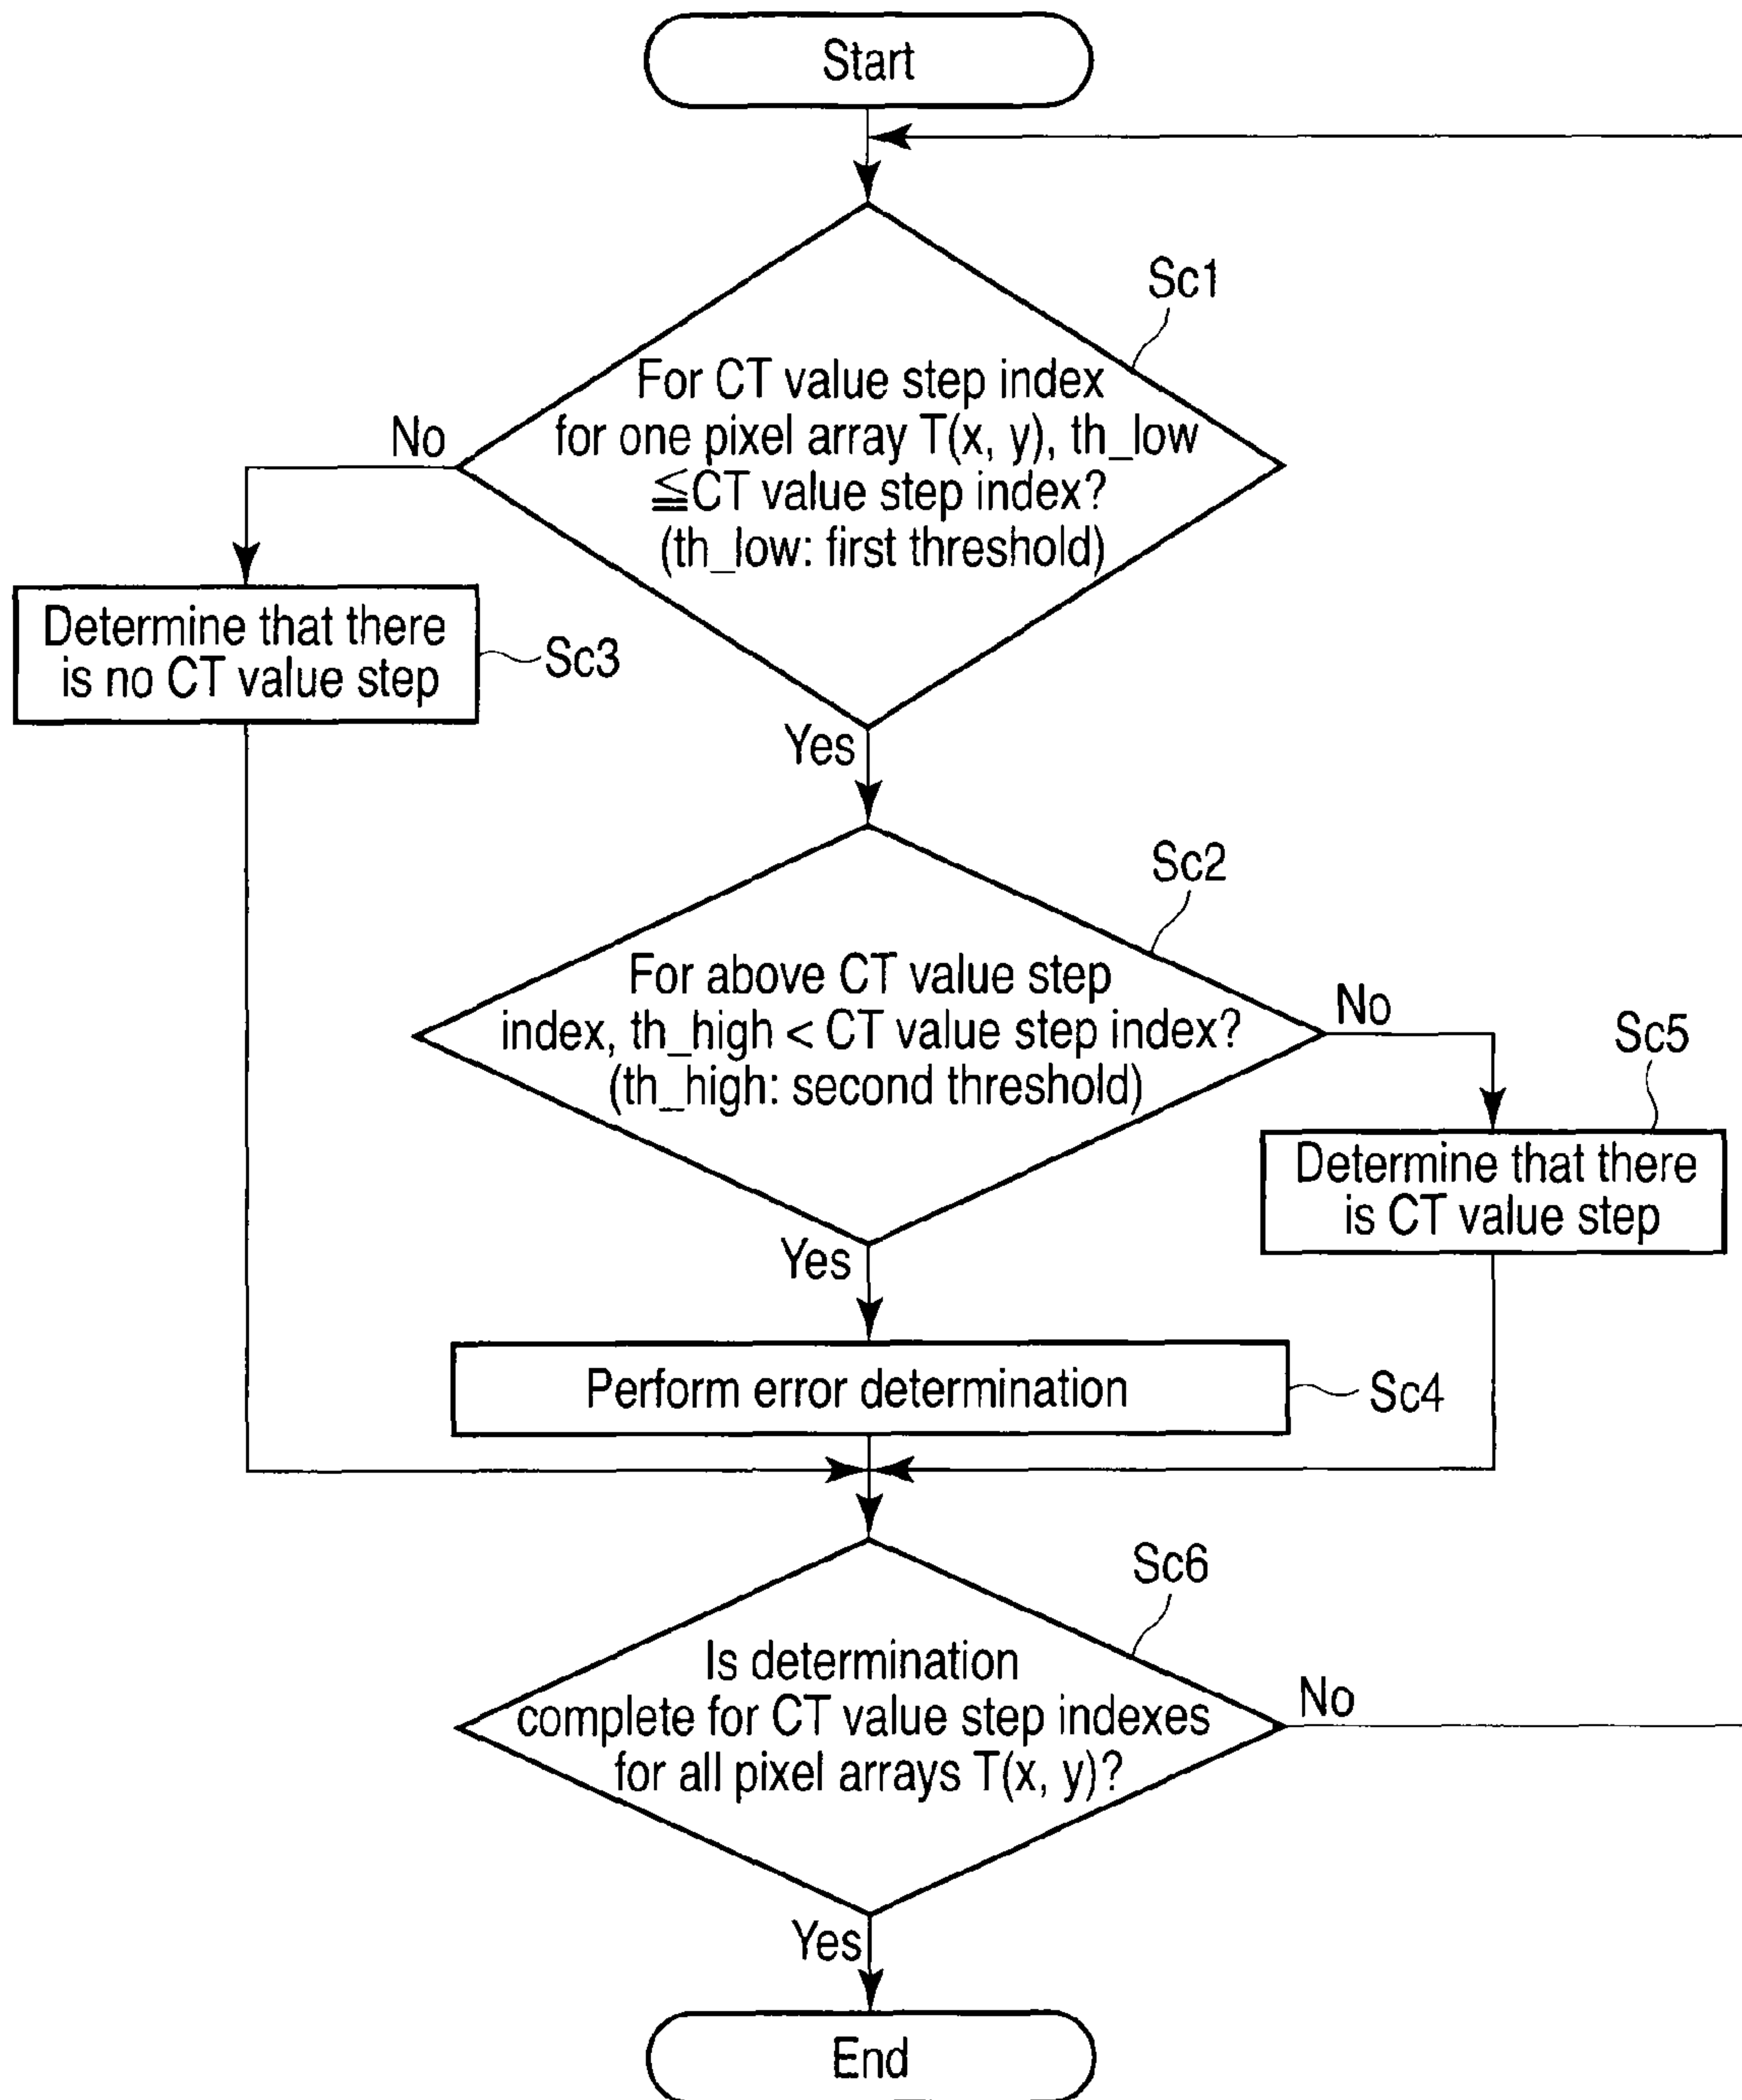 Start
Sc1
For CT value step index
for one pixel array T(x, y), th_low
≦CT value step index?
(th_low: first threshold)
No
Determine that there
is no CT value step
Sc3
Yes
Sc2
For above CT value step
index, th_high < CT value step index?
(th_high: second threshold)
No
Sc5
Determine that there
is CT value step
Yes
Perform error determination
Sc4
Sc6
Is determination
complete for CT value step indexes
for all pixel arrays T(x, y)?
No
Yes
End